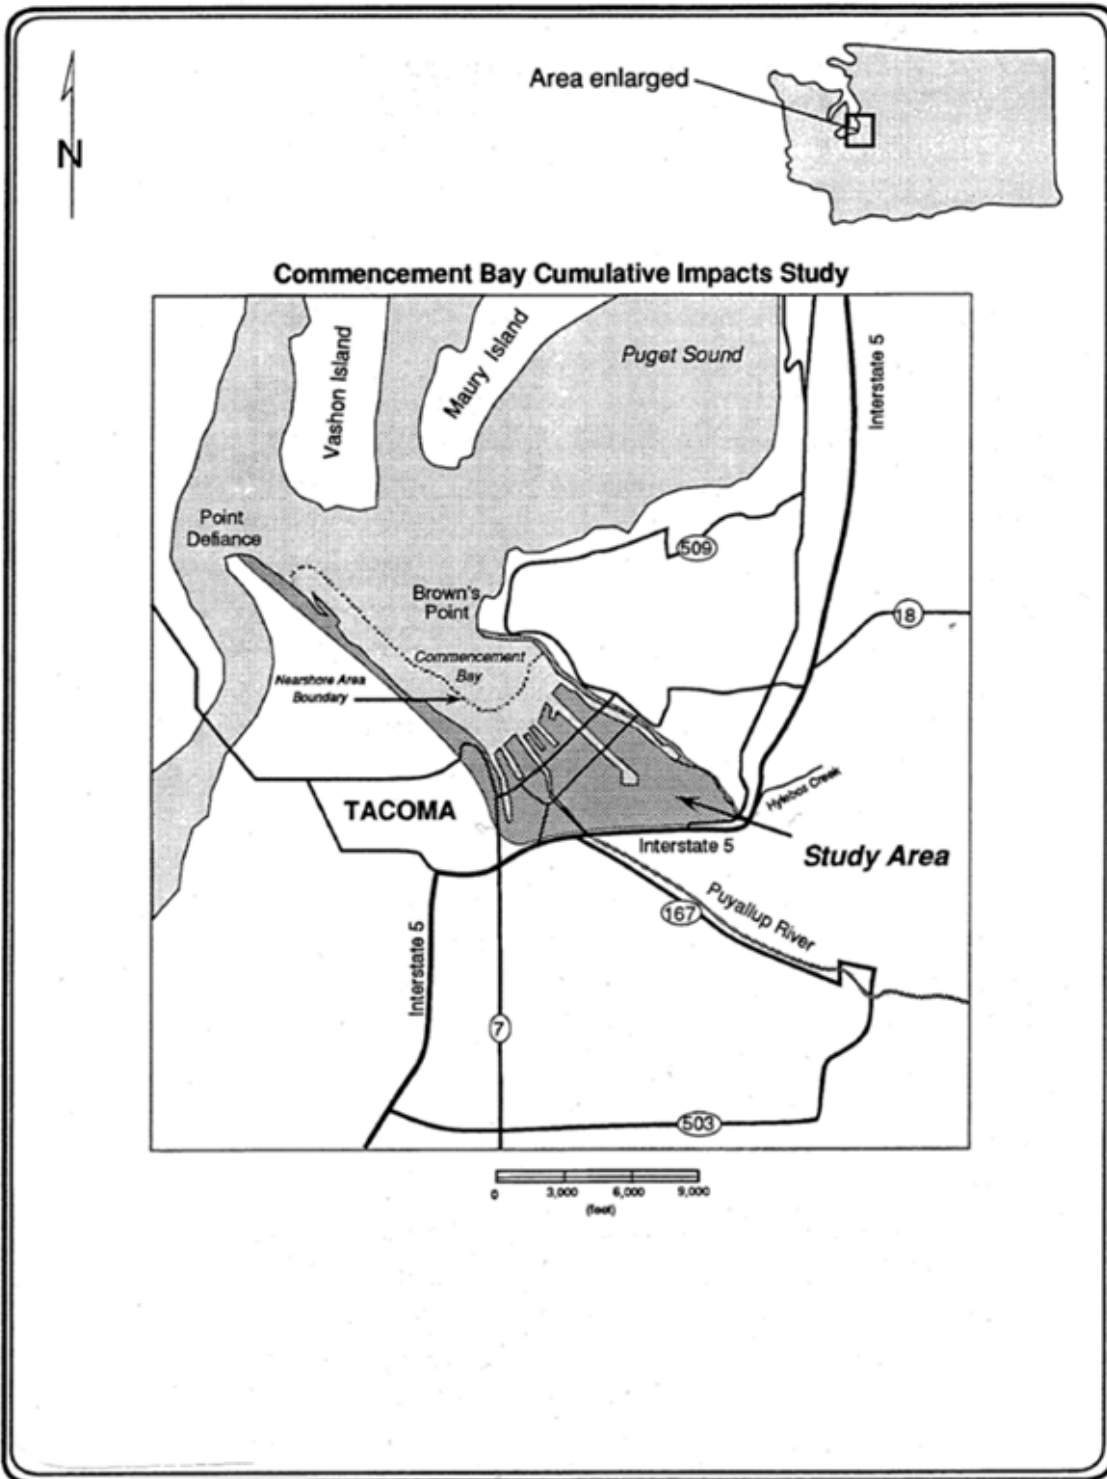 Area enlarged
N
Commencement Bay Cumulative Impacts Study
Vashon Island
Maury Island
Puget Sound
Interstate 5
Point
Defiance
509
Brown's
Point
18
Commencement
Bay
Nearshore Area
Boundary
Hylebos Creek
TACOMA
Interstate 5
Study Area
Puyallup River
167
Interstate 5
7
503
0 3,000 6,000 9,000
(feet)